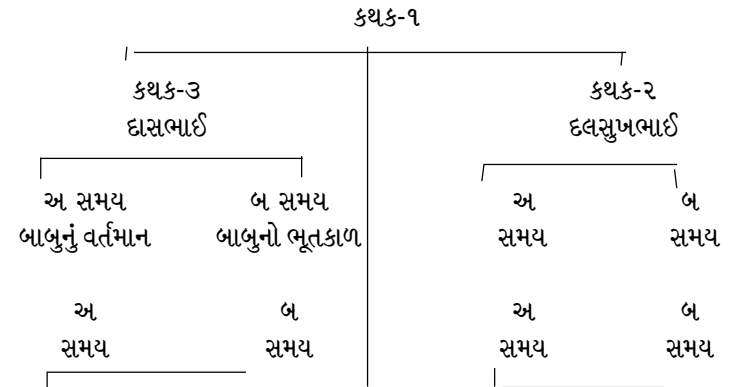 કથક-૧
કથક-૩ કથક-૨
દાસભાઈ દલસુખભાઈ
અ સમય બ સમય અ બ
બાબુનું વર્તમાન બાબુનો ભૂતકાળ સમય સમય
અ બ અ બ
સમય સમય સમય સમય